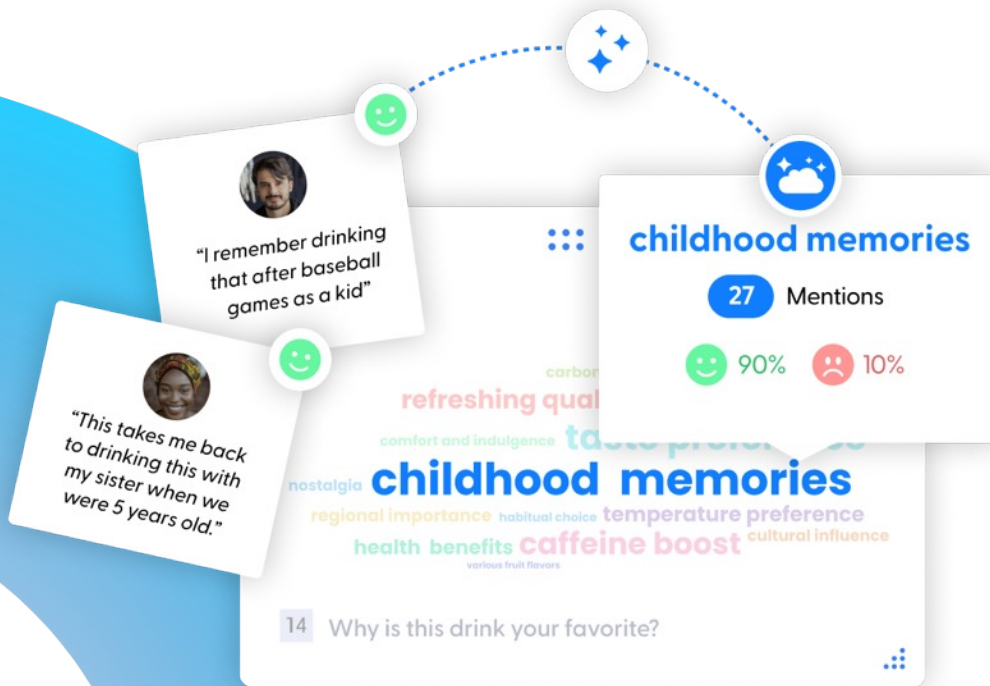 “I remember drinking
that after baseball
games as a kid”
“This takes me back
to drinking this with
my sister when we
were 5 years old.”
childhood memories
27 Mentions
90% 10%
refreshing
comfort and indulgence
nostalgia childhood memories
regional importance habitual choice temperature preference
health benefits caffeine boost cultural influence
various fruit flavors
14 Why is this drink your favorite?